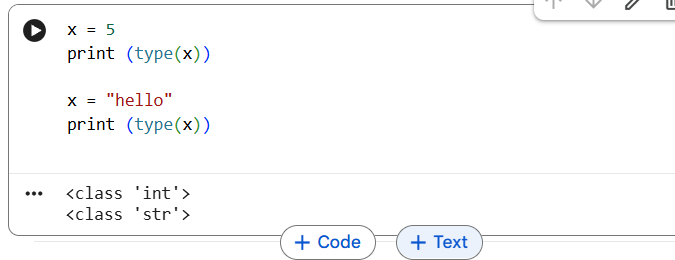 x = 5
print (type(x))
x = "hello"
print (type(x))
<class 'int'>
<class 'str'>
+ Code
+ Text